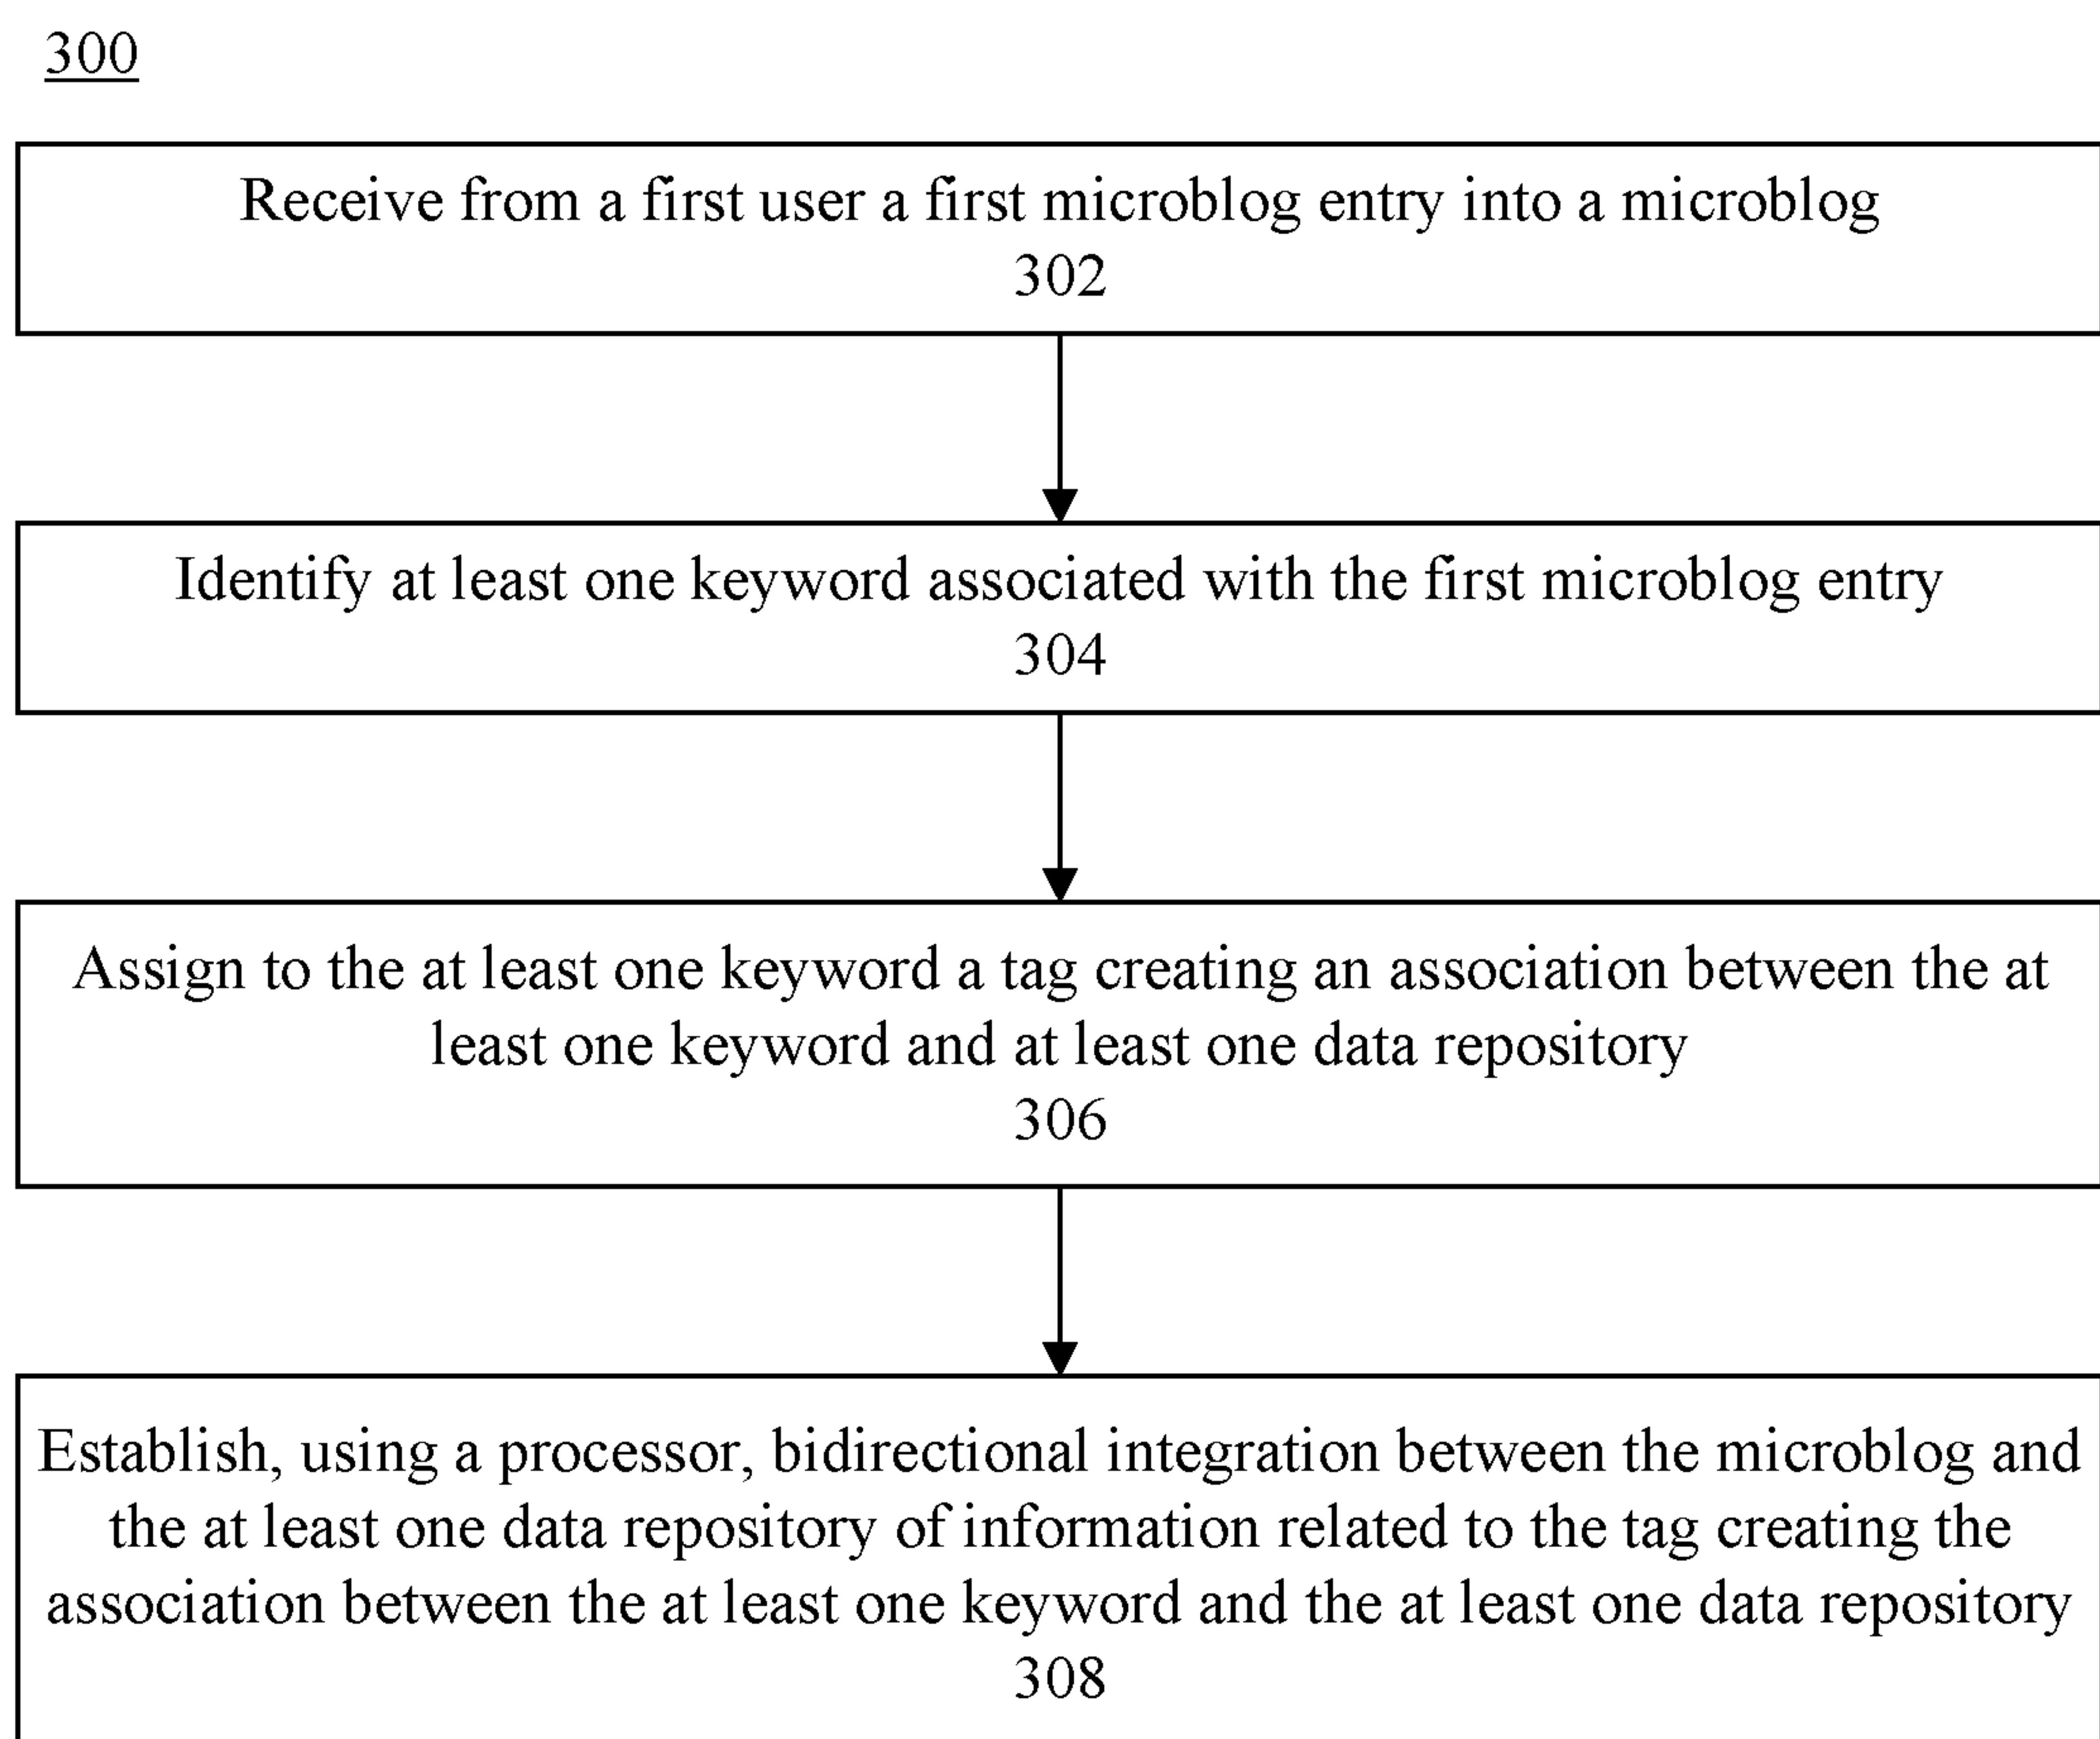 300
Receive from a first user a first microblog entry into a microblog
302
Identify at least one keyword associated with the first microblog entry
304
Assign to the at least one keyword a tag creating an association between the at
least one keyword and at least one data repository
306
Establish, using a processor, bidirectional integration between the microblog and
the at least one data repository of information related to the tag creating the
association between the at least one keyword and the at least one data repository
308